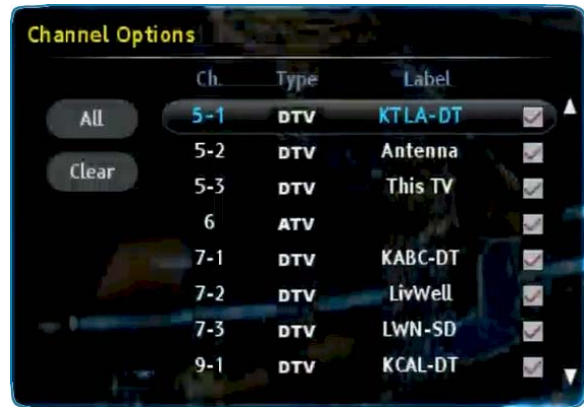 Channel Options
Ch. Type Label
All
5-1 DTV KTLA-DT
5-2 DTV Antenna
Clear
5-3 DTV This TV
6 ATV
7-1 DTV KABC-DT
7-2 DTV LivWell
7-3 DTV LWN-SD
9-1 DTV KCAL-DT